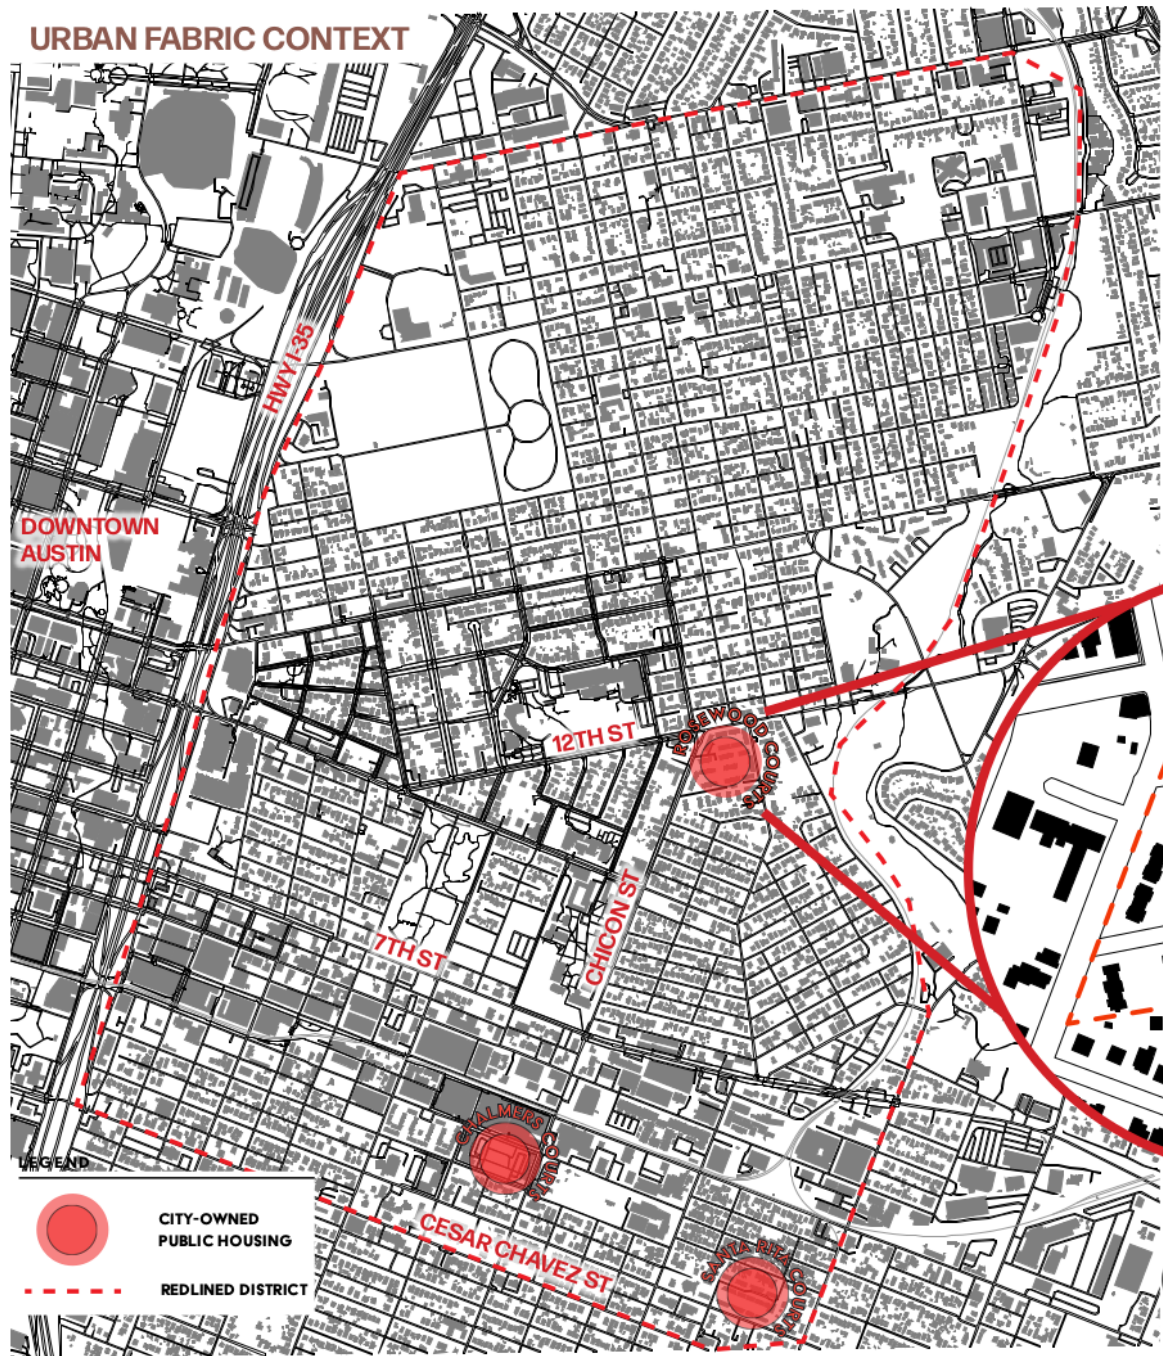 URBAN FABRIC CONTEXT
HWY I-35
DOWNTOWN
AUSTIN
ROSEWOOD COURTS
12TH ST
CHICON ST
7TH ST
CHALMERS COURTS
CESAR CHAVEZ ST
SANTA RITA COURTS
LEGEND
CITY-OWNED
PUBLIC HOUSING
REDLINED DISTRICT